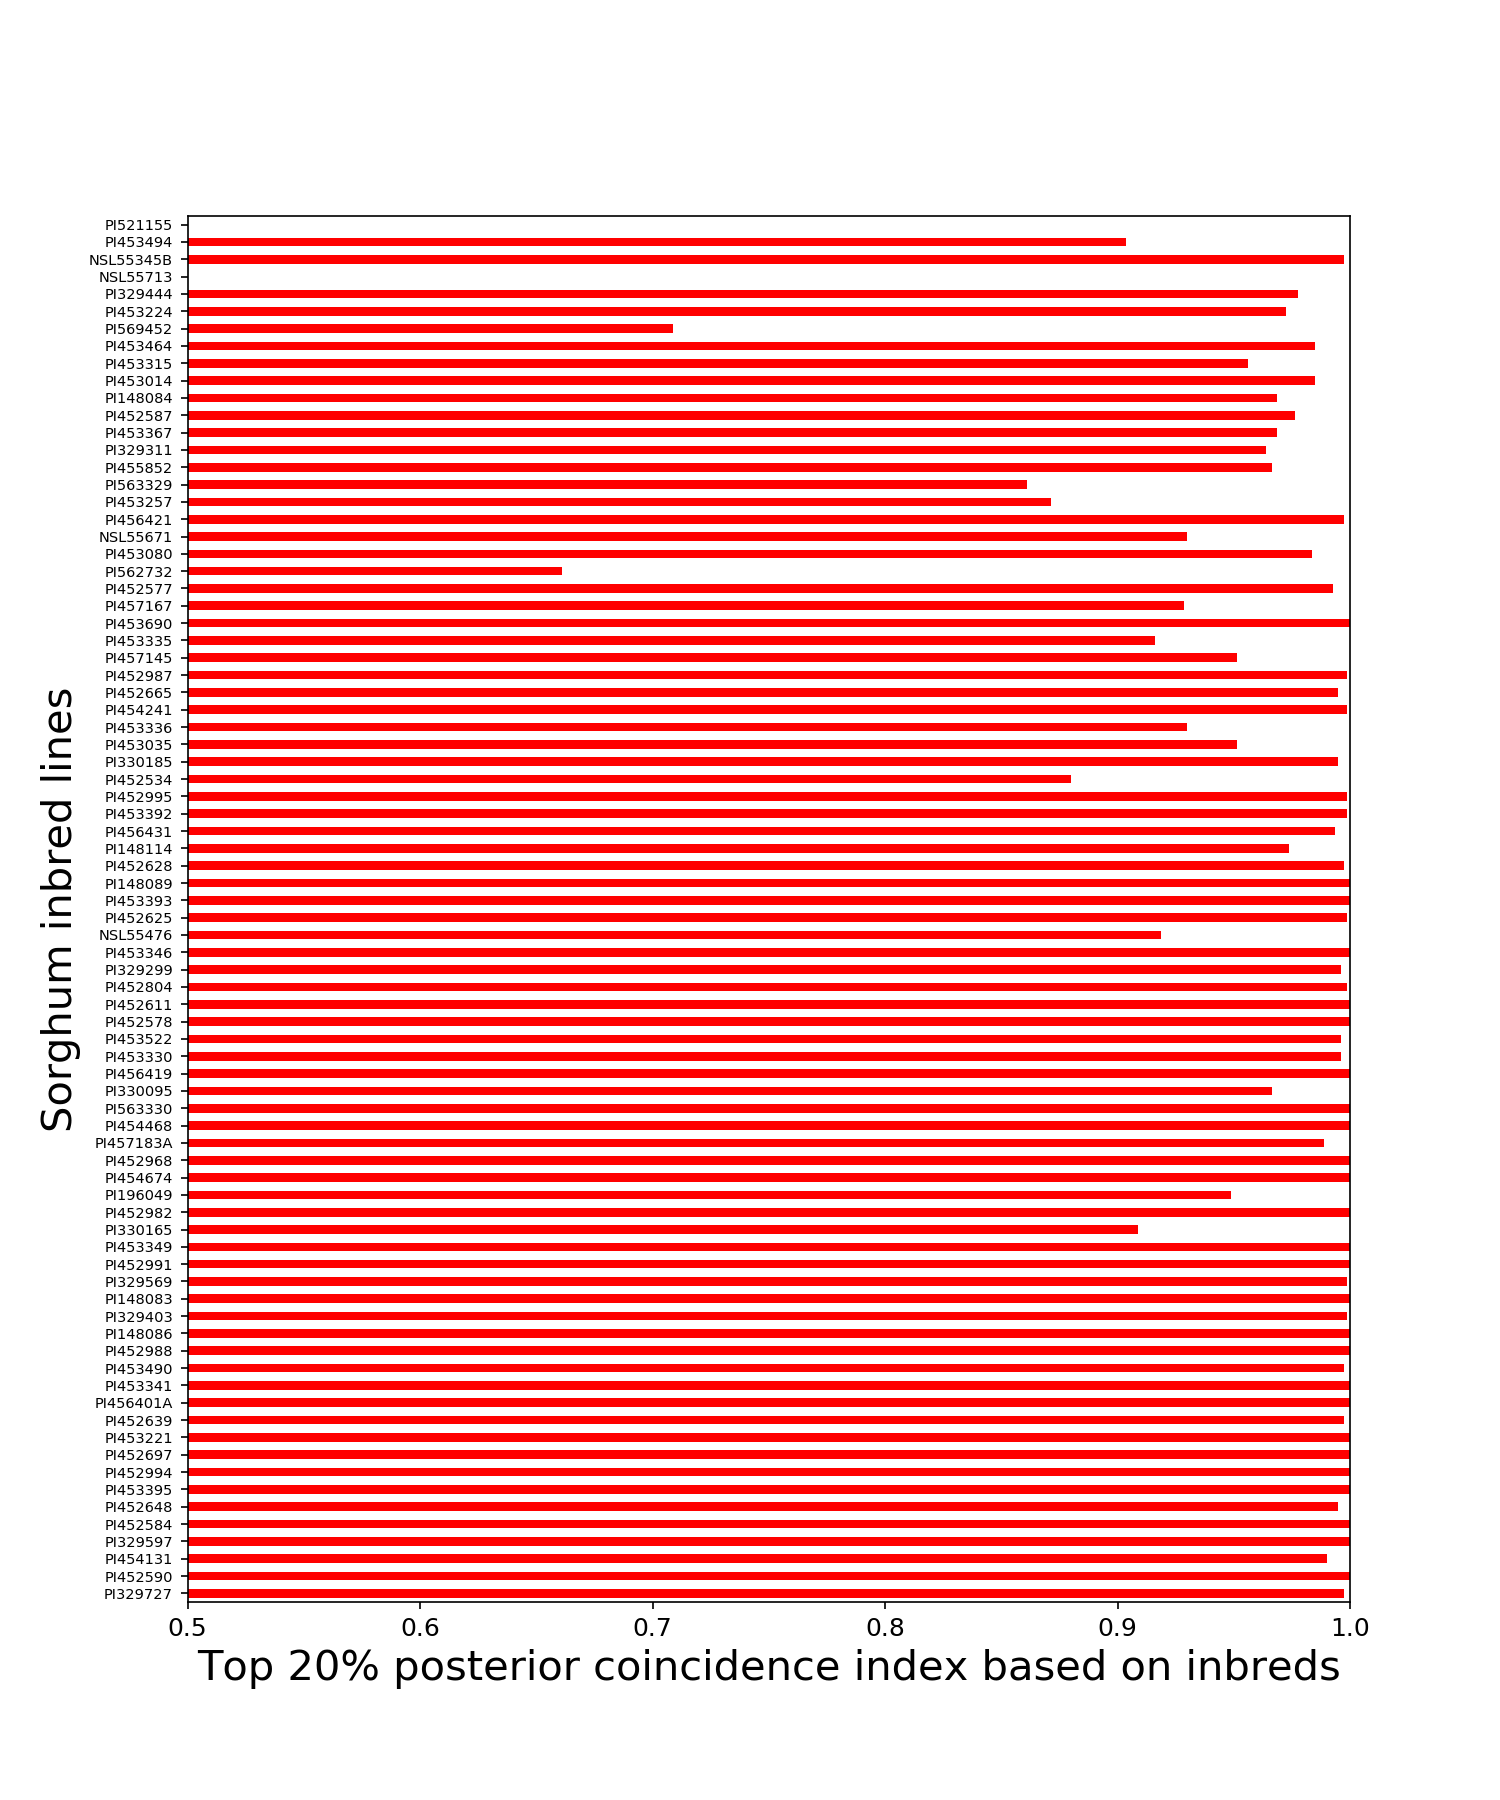 PI521155
PI453494
NSL55345B
NSL55713
PI329444
PI453224
PI569452
PI453464
PI453315
PI453014
PI148084
PI452587
PI453367
PI329311
PI455852
PI563329
PI453257
PI456421
NSL55671
PI453080
PI562732
PI452577
PI457167
PI453690
PI453335
PI457145
PI452987
PI452665
PI454241
PI453336
PI453035
PI330185
PI452534
PI452995
PI453392
PI456431
PI148114
PI452628
PI148089
PI453393
PI452625
NSL55476
PI453346
PI329299
PI452804
PI452611
PI452578
PI453522
PI453330
PI456419
PI330095
PI563330
PI454468
PI457183A
PI452968
PI454674
PI196049
PI452982
PI330165
PI453349
PI452991
PI329569
PI148083
PI329403
PI148086
PI452988
PI453490
PI453341
PI456401A
PI452639
PI453221
PI452697
PI452994
PI453395
PI452648
PI452584
PI329597
PI454131
PI452590
PI329727
Sorghum inbred lines
0.5 0.6 0.7 0.8 0.9 1.0
Top 20% posterior coincidence index based on inbreds